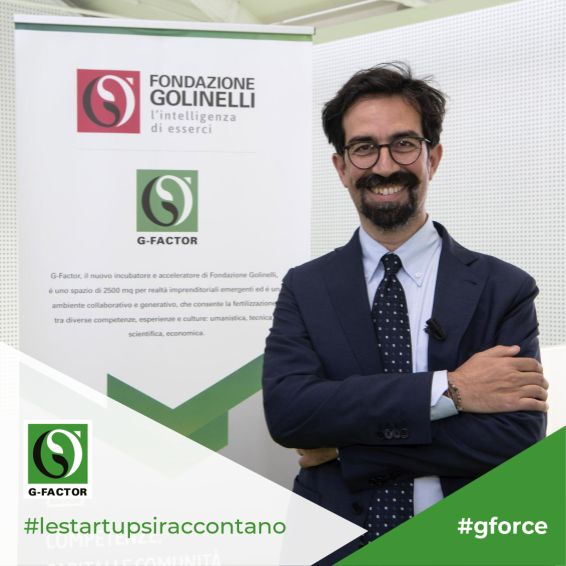 FONDAZIONE
GOLINELLI
l'intelligenza
di esserci
G-FACTOR
G-Factor, il nuovo incubatore e acceleratore di Fondazione Golinelli,
è uno spazio di 2500 mq per realtà imprenditoriali emergenti ed è un
ambiente collaborativo e generativo, che consente la fertilizzazione
tra diverse competenze, esperienze e culture: umanistica, tecnica,
scientifica, economica.
G-FACTOR
#lestartupsiraccontano
#gforce
COMPETENZE,
CAPITALI E COMUNITÀ